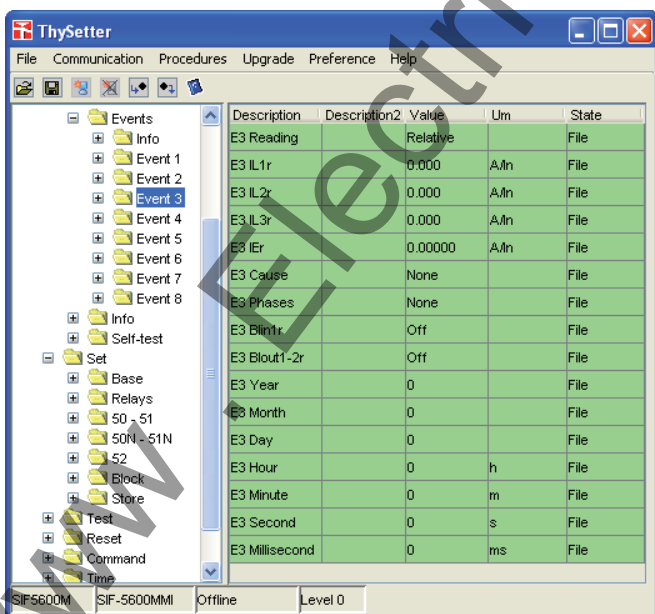 ThySetter
File Communication Procedures Upgrade Preference Help
Events
Info
Event 1
Event 2
Event 3
Event 4
Event 5
Event 6
Event 7
Event 8
Info
Self-test
Set
Base
Relays
50 - 51
50N - 51N
52
Block
Store
Test
Reset
Command
Time
Description Description2 Value Um State
E3 Reading Relative File
E3 IL1r 0.000 A/In File
E3 IL2r 0.000 A/In File
E3 IL3r 0.000 A/In File
E3 IEr 0.00000 A/In File
E3 Cause None File
E3 Phases None File
E3 Blin1r Off File
E3 Blout1-2r Off File
E3 Year 0 File
E3 Month 0 File
E3 Day 0 File
E3 Hour 0 h File
E3 Minute 0 m File
E3 Second 0 s File
E3 Millisecond 0 ms File
SIF5600M SIF-5600MMI Offline Level 0
www.Electri